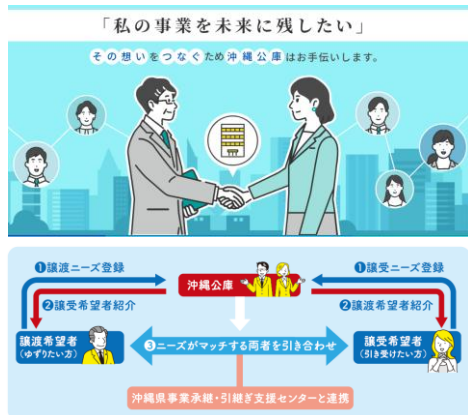 「私の事業を未来に残したい」
その想いをつなぐため沖縄公庫はお手伝いします。
❶譲渡ニーズ登録
❶譲受ニーズ登録
沖縄公庫
❷譲受希望者紹介
❷譲渡希望者紹介
譲渡希望者
(ゆずりたい方)
❸ニーズがマッチする両者を引き合わせ
譲受希望者
(引き受けたい方)
沖縄県事業承継・引継ぎ支援センターと連携